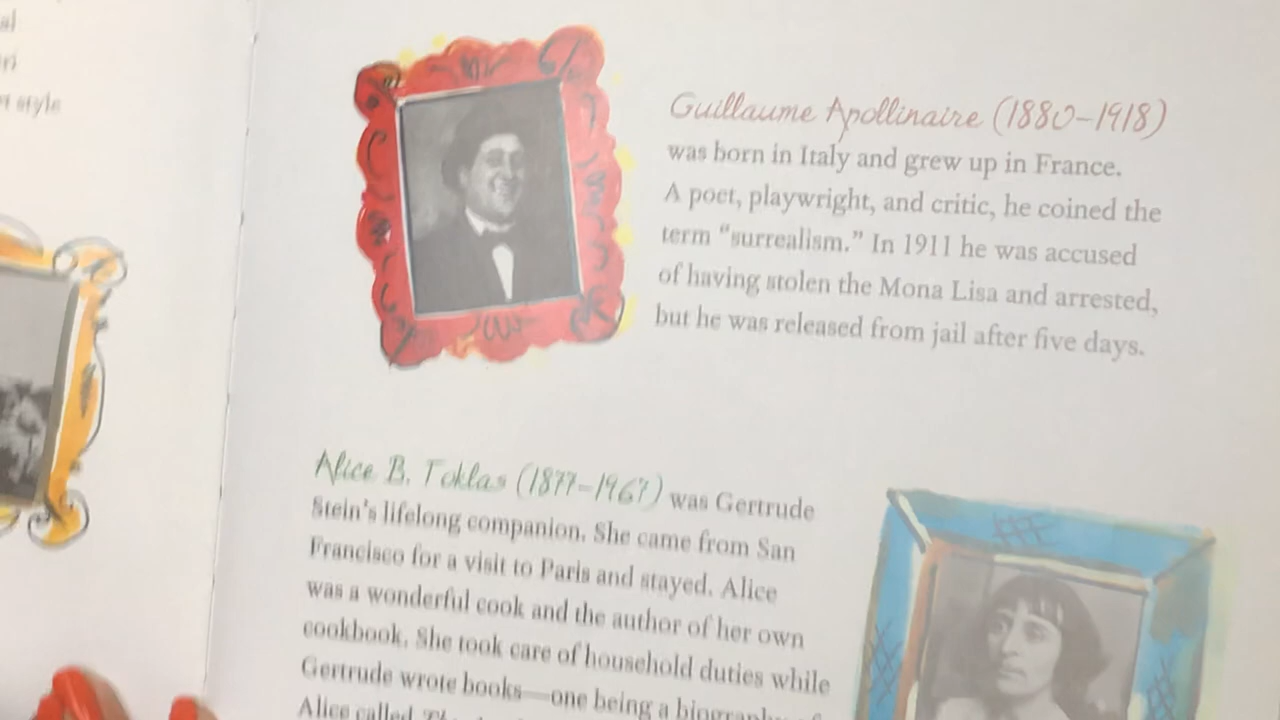 style
Guillaume Apollinaire (1880–1918)
was born in Italy and grew up in France.
A poet, playwright, and critic, he coined the
term “surrealism.” In 1911 he was accused
of having stolen the Mona Lisa and arrested,
but he was released from jail after five days.
Alice B. Toklas (1877–1967) was Gertrude
Stein’s lifelong companion. She came from San
Francisco for a visit to Paris and stayed. Alice
was a wonderful cook and the author of her own
cookbook. She took care of household duties while
Gertrude wrote books—one being a biography of
Alice called